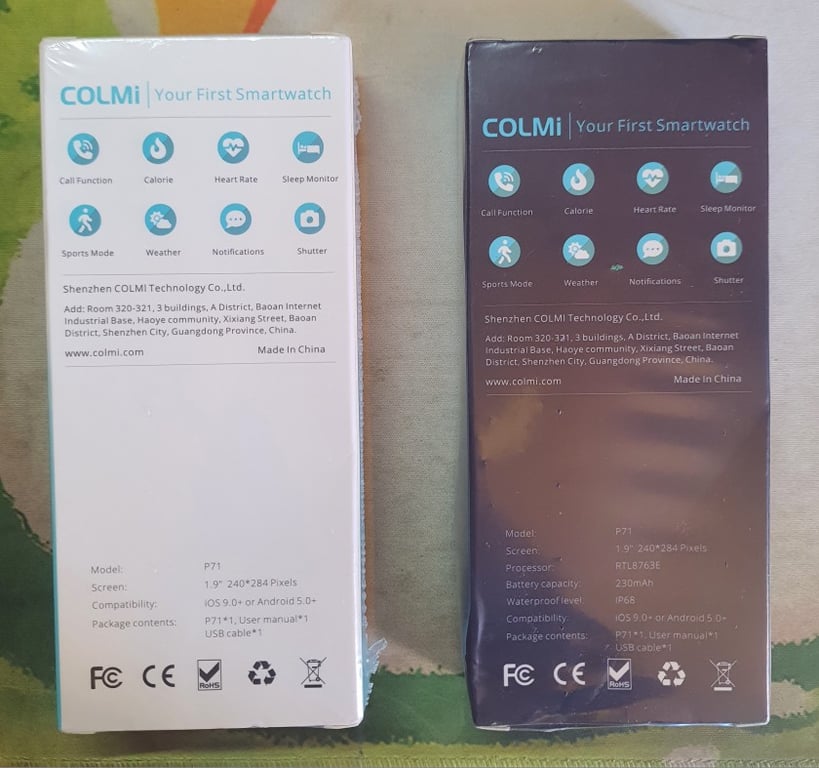 COLMi | Your First Smartwatch
Call Function Calorie Heart Rate Sleep Monitor
Sports Mode Weather Notifications Shutter
Shenzhen COLMI Technology Co.,Ltd.
Add: Room 320-321, 3 buildings, A District, Baoan Internet
Industrial Base, Haoye community, Xixiang Street, Baoan
District, Shenzhen City, Guangdong Province, China.
www.colmi.com Made In China
Model: P71
Screen: 1.9" 240*284 Pixels
Compatibility: iOS 9.0+ or Android 5.0+
Package contents: P71*1, User manual*1
USB cable*1
FC CE RoHS
COLMi | Your First Smartwatch
Call Function Calorie Heart Rate Sleep Monitor
Sports Mode Weather Notifications Shutter
Shenzhen COLMI Technology Co.,Ltd.
Add: Room 320-321, 3 buildings, A District, Baoan Internet
Industrial Base, Haoye community, Xixiang Street, Baoan
District, Shenzhen City, Guangdong Province, China.
www.colmi.com Made In China
Model: P71
Screen: 1.9" 240*284 Pixels
Processor: RTL8763E
Battery capacity: 230mAh
Waterproof level: IP68
Compatibility: iOS 9.0+ or Android 5.0+
Package contents: P71*1, User manual*1
USB cable*1
FC CE RoHS